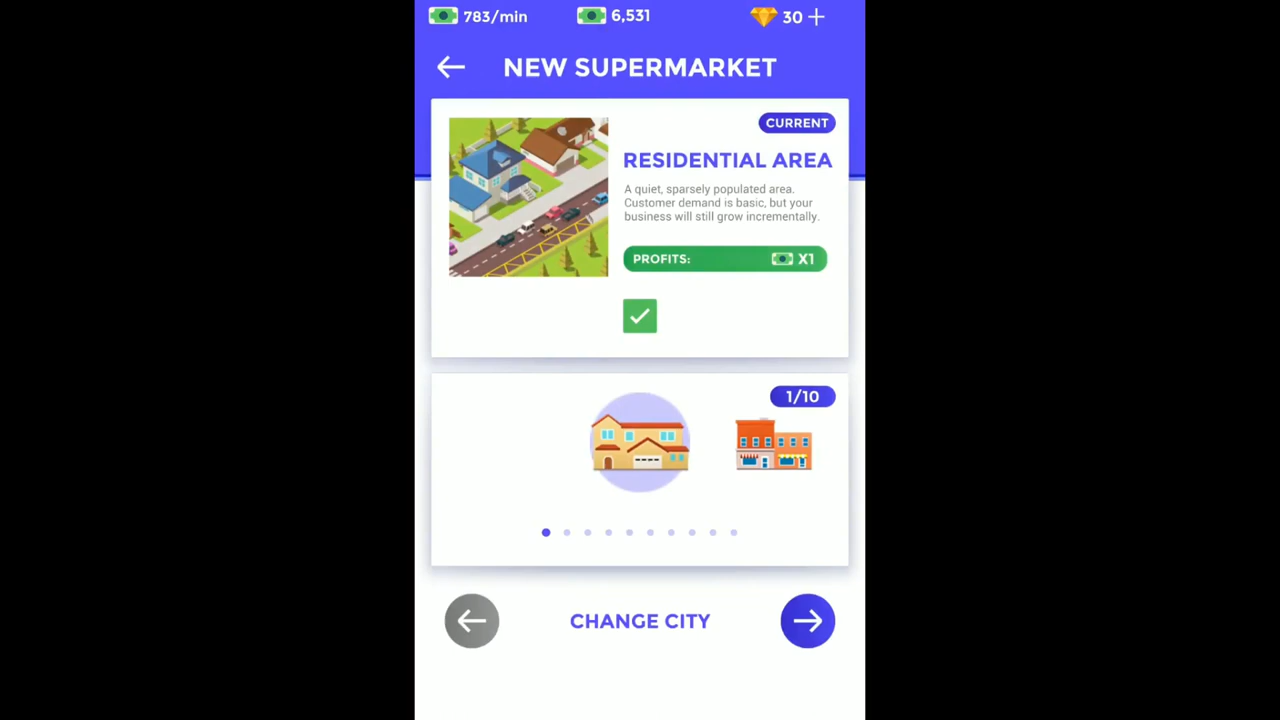 783/min
6,531
30
NEW SUPERMARKET
CURRENT
RESIDENTIAL AREA
A quiet, sparsely populated area.
Customer demand is basic, but your
business will still grow incrementally.
PROFITS: X1
1/10
CHANGE CITY